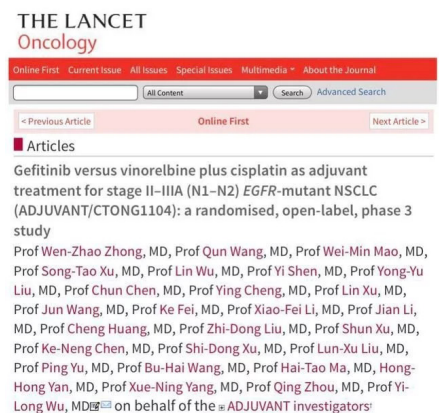 THE LANCET
Oncology
Online First Current Issue All Issues Special Issues Multimedia About the Journal
All Content Search Advanced Search
< Previous Article Online First Next Article >
Articles
Gefitinib versus vinorelbine plus cisplatin as adjuvant
treatment for stage II–IIIA (N1–N2) EGFR-mutant NSCLC
(ADJUVANT/CTONG1104): a randomised, open-label, phase 3
study
Prof Wen-Zhao Zhong, MD, Prof Qun Wang, MD, Prof Wei-Min Mao, MD,
Prof Song-Tao Xu, MD, Prof Lin Wu, MD, Prof Yi Shen, MD, Prof Yong-Yu
Liu, MD, Prof Chun Chen, MD, Prof Ying Cheng, MD, Prof Lin Xu, MD,
Prof Jun Wang, MD, Prof Ke Fei, MD, Prof Xiao-Fei Li, MD, Prof Jian Li,
MD, Prof Cheng Huang, MD, Prof Zhi-Dong Liu, MD, Prof Shun Xu, MD,
Prof Ke-Neng Chen, MD, Prof Shi-Dong Xu, MD, Prof Lun-Xu Liu, MD,
Prof Ping Yu, MD, Prof Bu-Hai Wang, MD, Prof Hai-Tao Ma, MD, Hong-
Hong Yan, MD, Prof Xue-Ning Yang, MD, Prof Qing Zhou, MD, Prof Yi-
Long Wu, MD on behalf of the ADJUVANT investigators†